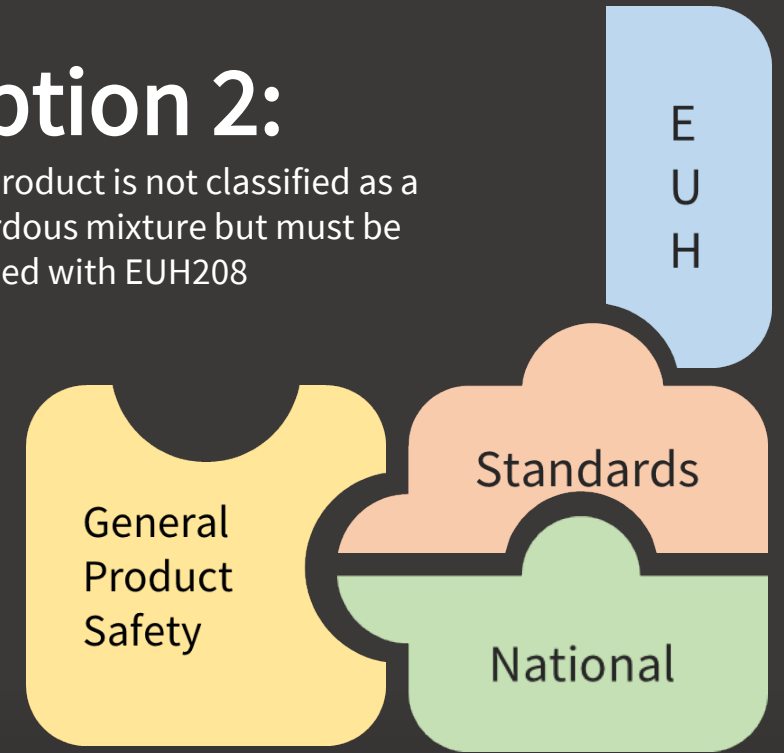 ption 2:
roduct is not classified as a
rdous mixture but must be
ed with EUH208
E
U
H
Standards
General
Product
Safety
National